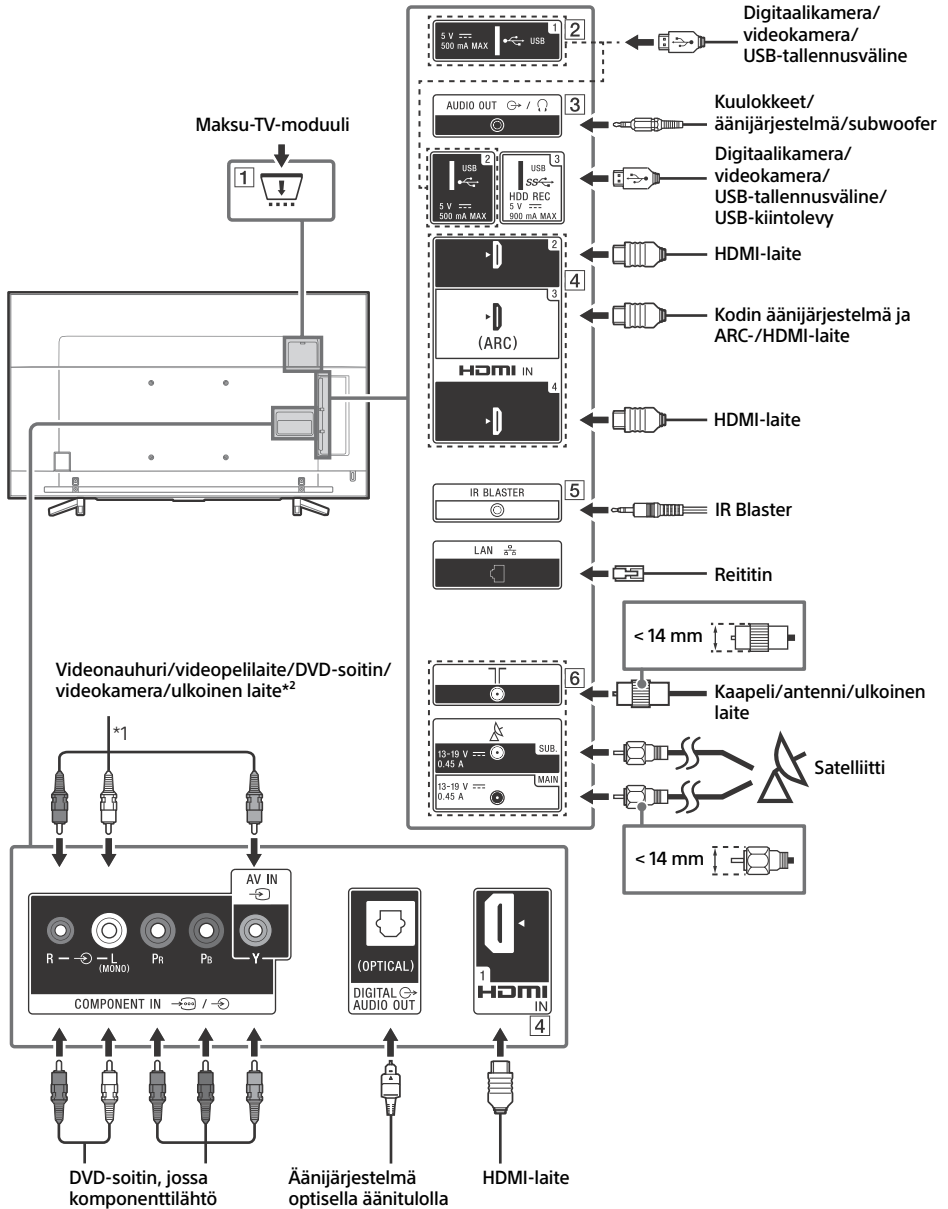 5 V
500 mA MAX
USB
1
2
Digitaalikamera/
videokamera/
USB-tallennusväline
AUDIO OUT
/
3
Kuulokkeet/
äänijärjestelmä/subwoofer
Maksu-TV-moduuli
1
2
USB
5 V
500 mA MAX
3
USB
SS
HDD REC
5 V
900 mA MAX
Digitaalikamera/
videokamera/
USB-tallennusväline/
USB-kiintolevy
2
HDMI-laite
4
3
(ARC)
HDMI IN
Kodin äänijärjestelmä ja
ARC-/HDMI-laite
4
HDMI-laite
IR BLASTER
5
IR Blaster
LAN
Reititin
< 14 mm
6
Kaapeli/antenni/ulkoinen
laite
13-19 V
0.45 A
SUB.
MAIN
13-19 V
0.45 A
Satelliitti
< 14 mm
Videonauhuri/videopelilaite/DVD-soitin/
videokamera/ulkoinen laite*2
*1
AV IN
R
L
(MONO)
PR
PB
Y
COMPONENT IN
/
(OPTICAL)
DIGITAL
AUDIO OUT
1
HDMI
IN
4
DVD-soitin, jossa
komponenttilähtö
Äänijärjestelmä
optisella äänitulolla
HDMI-laite